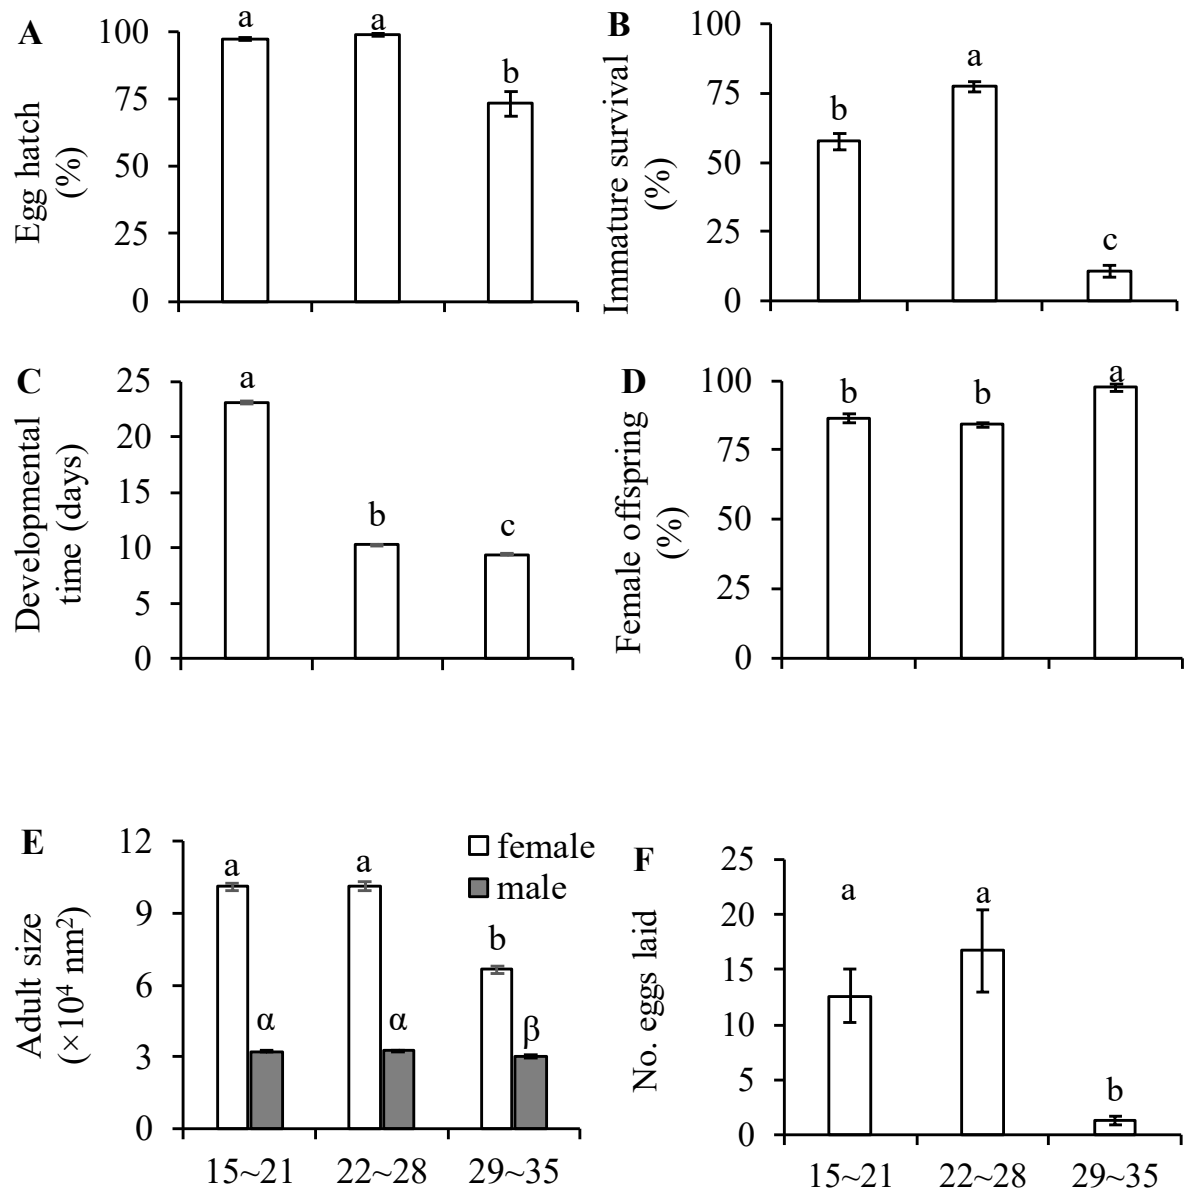 A
Egg hatch
(%)
100
75
50
25
0
a
a
b
B
Immature survival
(%)
100
75
50
25
0
b
a
c
C
Developmental
time (days)
25
20
15
10
5
0
a
b
c
D
Female offspring
(%)
100
75
50
25
0
b
b
a
E
Adult size
(×10⁴ nm²)
12
9
6
3
0
female
male
a
a
b
α
α
β
15~21
22~28
29~35
F
No. eggs laid
25
20
15
10
5
0
a
a
b
15~21
22~28
29~35